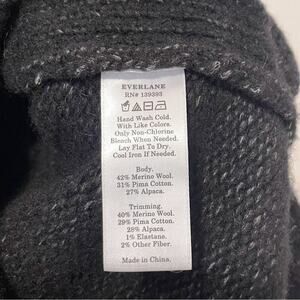 EVERLANE
RN# 139393
Hand Wash Cold.
With Like Colors.
Only Non-Chlorine
Bleach When Needed.
Lay Flat To Dry.
Cool Iron If Needed.
Body.
42% Merino Wool.
31% Pima Cotton.
27% Alpaca.
Trimming.
40% Merino Wool.
29% Pima Cotton.
28% Alpaca.
1% Elastane.
2% Other Fiber.
Made in China.